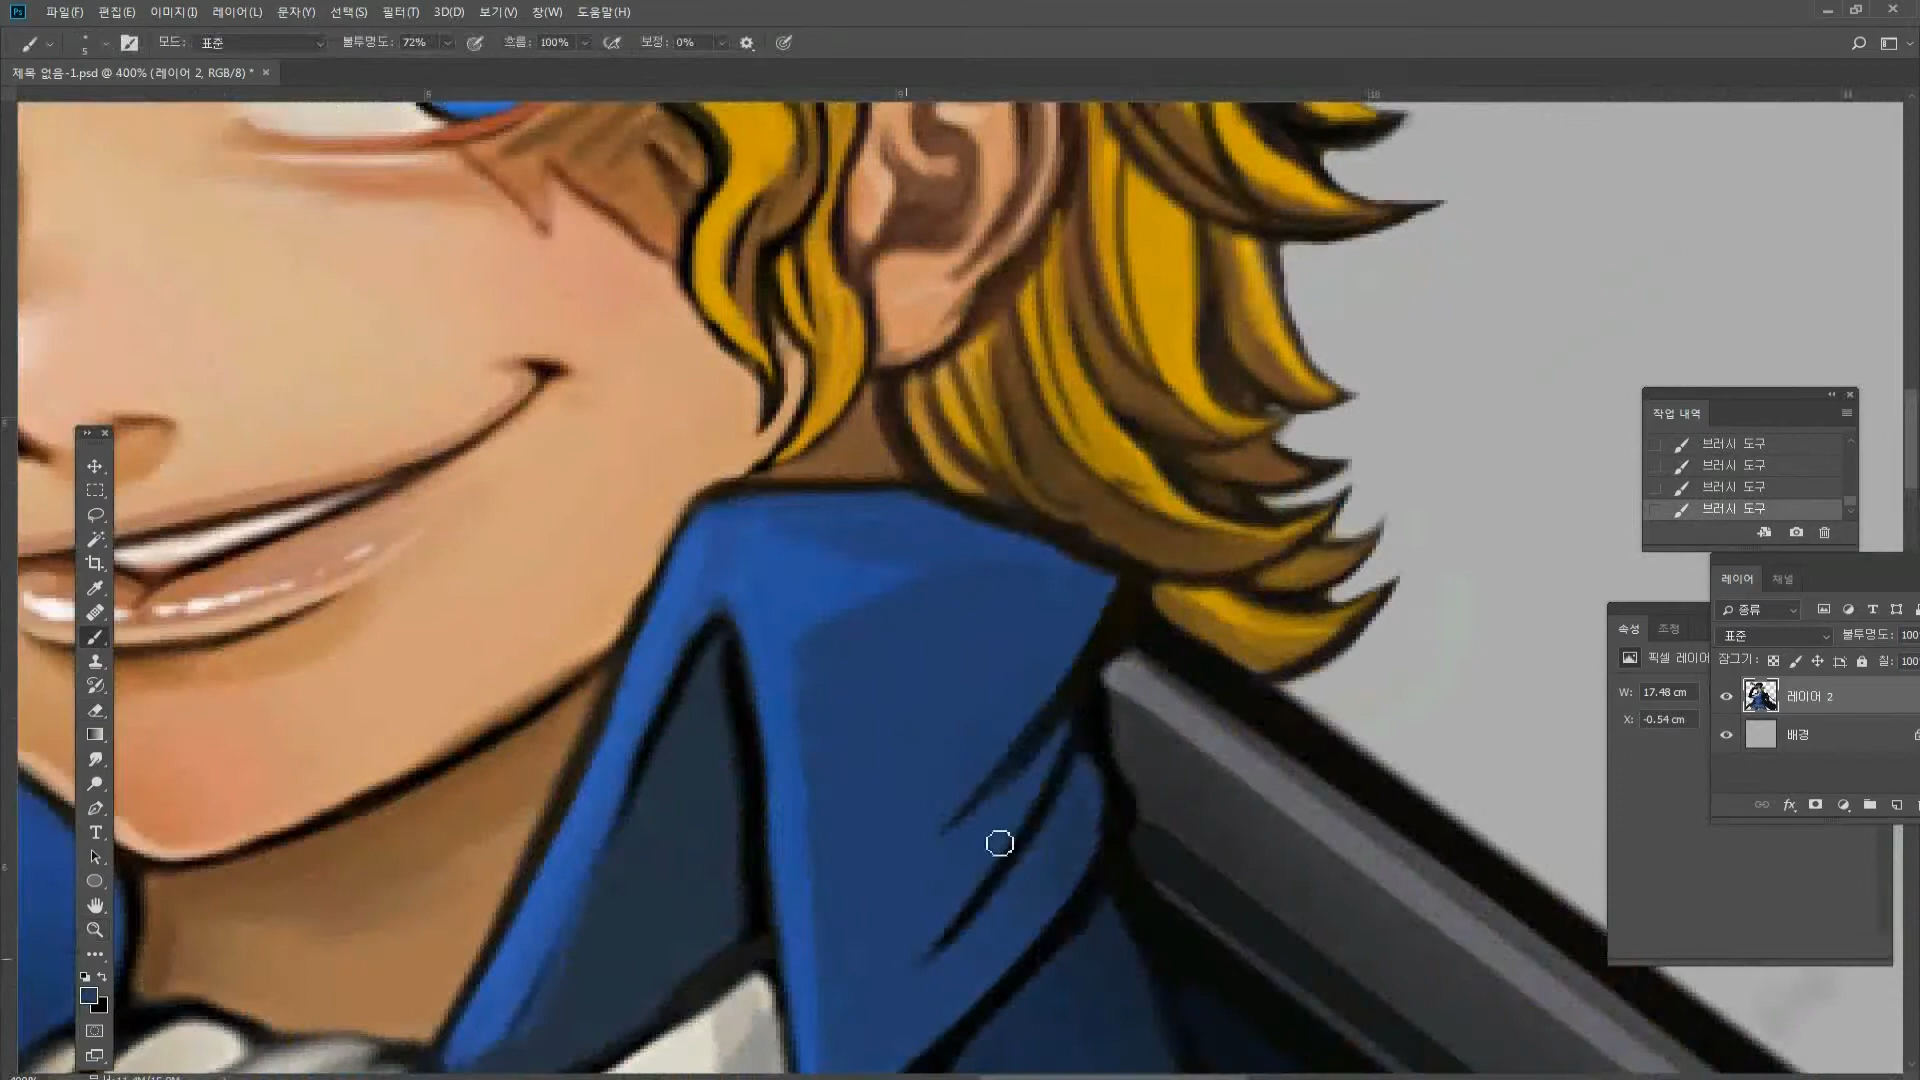 Ps 파일(F) 편집(E) 이미지(I) 레이어(L) 문자(Y) 선택(S) 필터(T) 3D(D) 보기(V) 창(W) 도움말(H)
5 모드: 표준 불투명도: 72% 흐름: 100% 보정: 0%
제목 없음-1.psd @ 400% (레이어 2, RGB/8) * ×
작업 내역
브러시 도구
브러시 도구
브러시 도구
브러시 도구
레이어 채널
종류
표준 불투명도: 100
잠그기: 칠: 100
레이어 2
배경
fx
속성 조정
픽셀 레이어
W: 17.48 cm
X: -0.54 cm
T